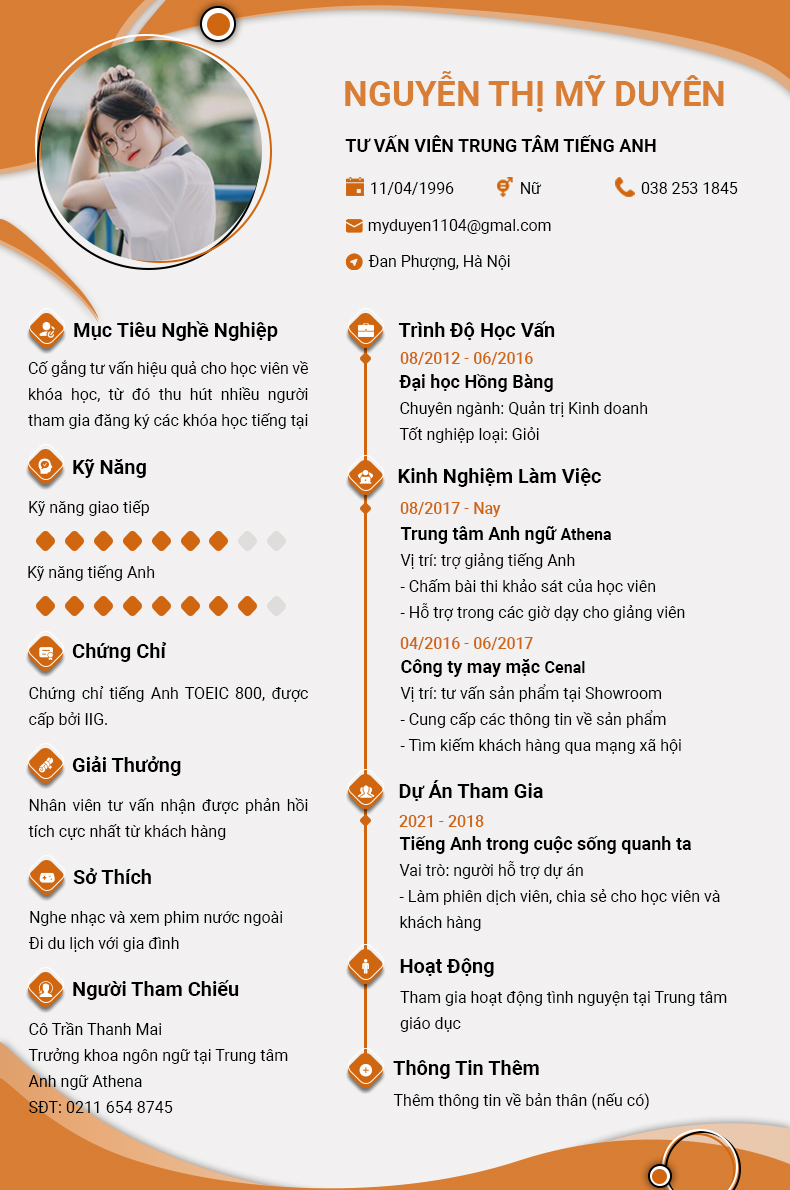 NGUYỄN THỊ MỸ DUYÊN
TƯ VẤN VIÊN TRUNG TÂM TIẾNG ANH
11/04/1996 Nữ 038 253 1845
myduyen1104@gmal.com
Đan Phượng, Hà Nội
Mục Tiêu Nghề Nghiệp
Cố gắng tư vấn hiệu quả cho học viên về
khóa học, từ đó thu hút nhiều người
tham gia đăng ký các khóa học tiếng tại
Kỹ Năng
Kỹ năng giao tiếp
Kỹ năng tiếng Anh
Chứng Chỉ
Chứng chỉ tiếng Anh TOEIC 800, được
cấp bởi IIG.
Giải Thưởng
Nhân viên tư vấn nhận được phản hồi
tích cực nhất từ khách hàng
Sở Thích
Nghe nhạc và xem phim nước ngoài
Đi du lịch với gia đình
Người Tham Chiếu
Cô Trần Thanh Mai
Trưởng khoa ngôn ngữ tại Trung tâm
Anh ngữ Athena
SĐT: 0211 654 8745
Trình Độ Học Vấn
08/2012 - 06/2016
Đại học Hồng Bàng
Chuyên ngành: Quản trị Kinh doanh
Tốt nghiệp loại: Giỏi
Kinh Nghiệm Làm Việc
08/2017 - Nay
Trung tâm Anh ngữ Athena
Vị trí: trợ giảng tiếng Anh
- Chấm bài thi khảo sát của học viên
- Hỗ trợ trong các giờ dạy cho giảng viên
04/2016 - 06/2017
Công ty may mặc Cenal
Vị trí: tư vấn sản phẩm tại Showroom
- Cung cấp các thông tin về sản phẩm
- Tìm kiếm khách hàng qua mạng xã hội
Dự Án Tham Gia
2021 - 2018
Tiếng Anh trong cuộc sống quanh ta
Vai trò: người hỗ trợ dự án
- Làm phiên dịch viên, chia sẻ cho học viên và
khách hàng
Hoạt Động
Tham gia hoạt động tình nguyện tại Trung tâm
giáo dục
Thông Tin Thêm
Thêm thông tin về bản thân (nếu có)